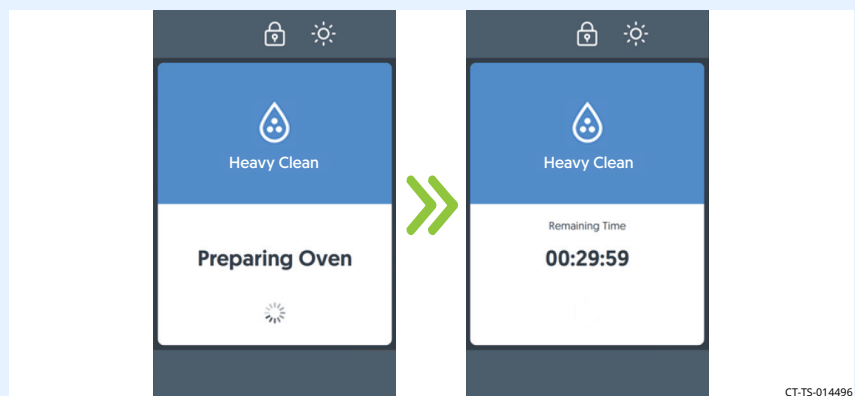 Heavy Clean
Preparing Oven
Heavy Clean
Remaining Time
00:29:59
CT-TS-014496